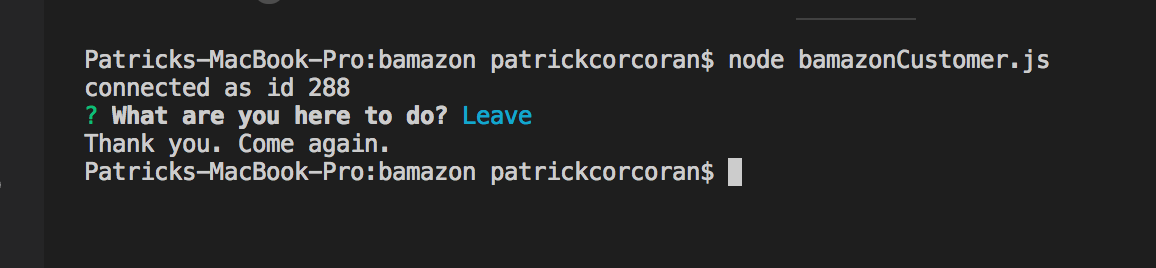 Patricks-MacBook-Pro:bamazon patrickcorcoran$ node bamazonCustomer.js
connected as id 288
? What are you here to do? Leave
Thank you. Come again.
Patricks-MacBook-Pro:bamazon patrickcorcoran$